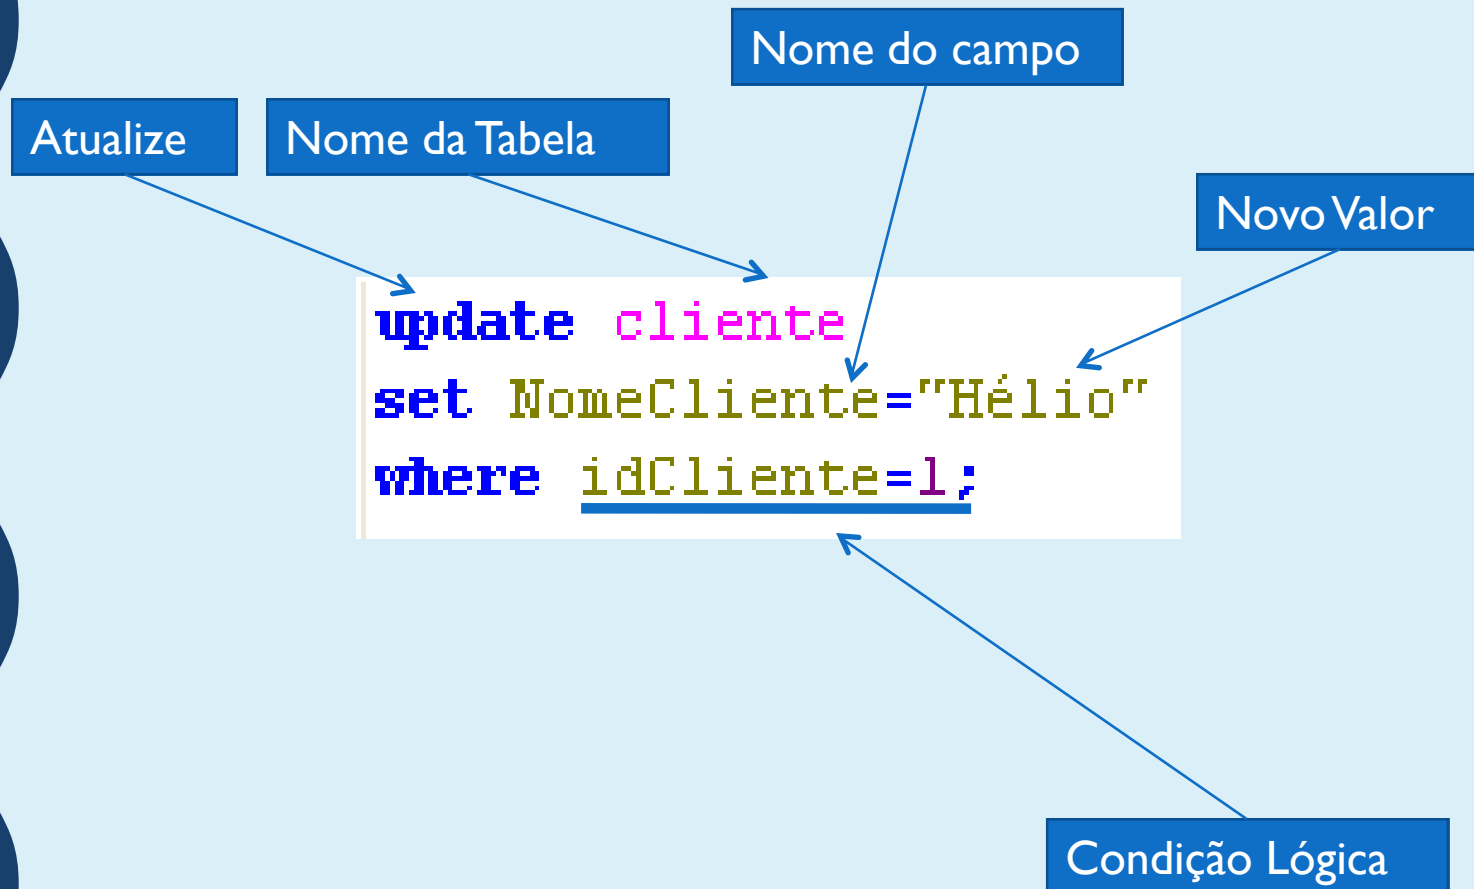 Nome do campo
Atualize
Nome da Tabela
Novo Valor
update cliente
set NomeCliente="Hélio"
where idCliente=1;
Condição Lógica